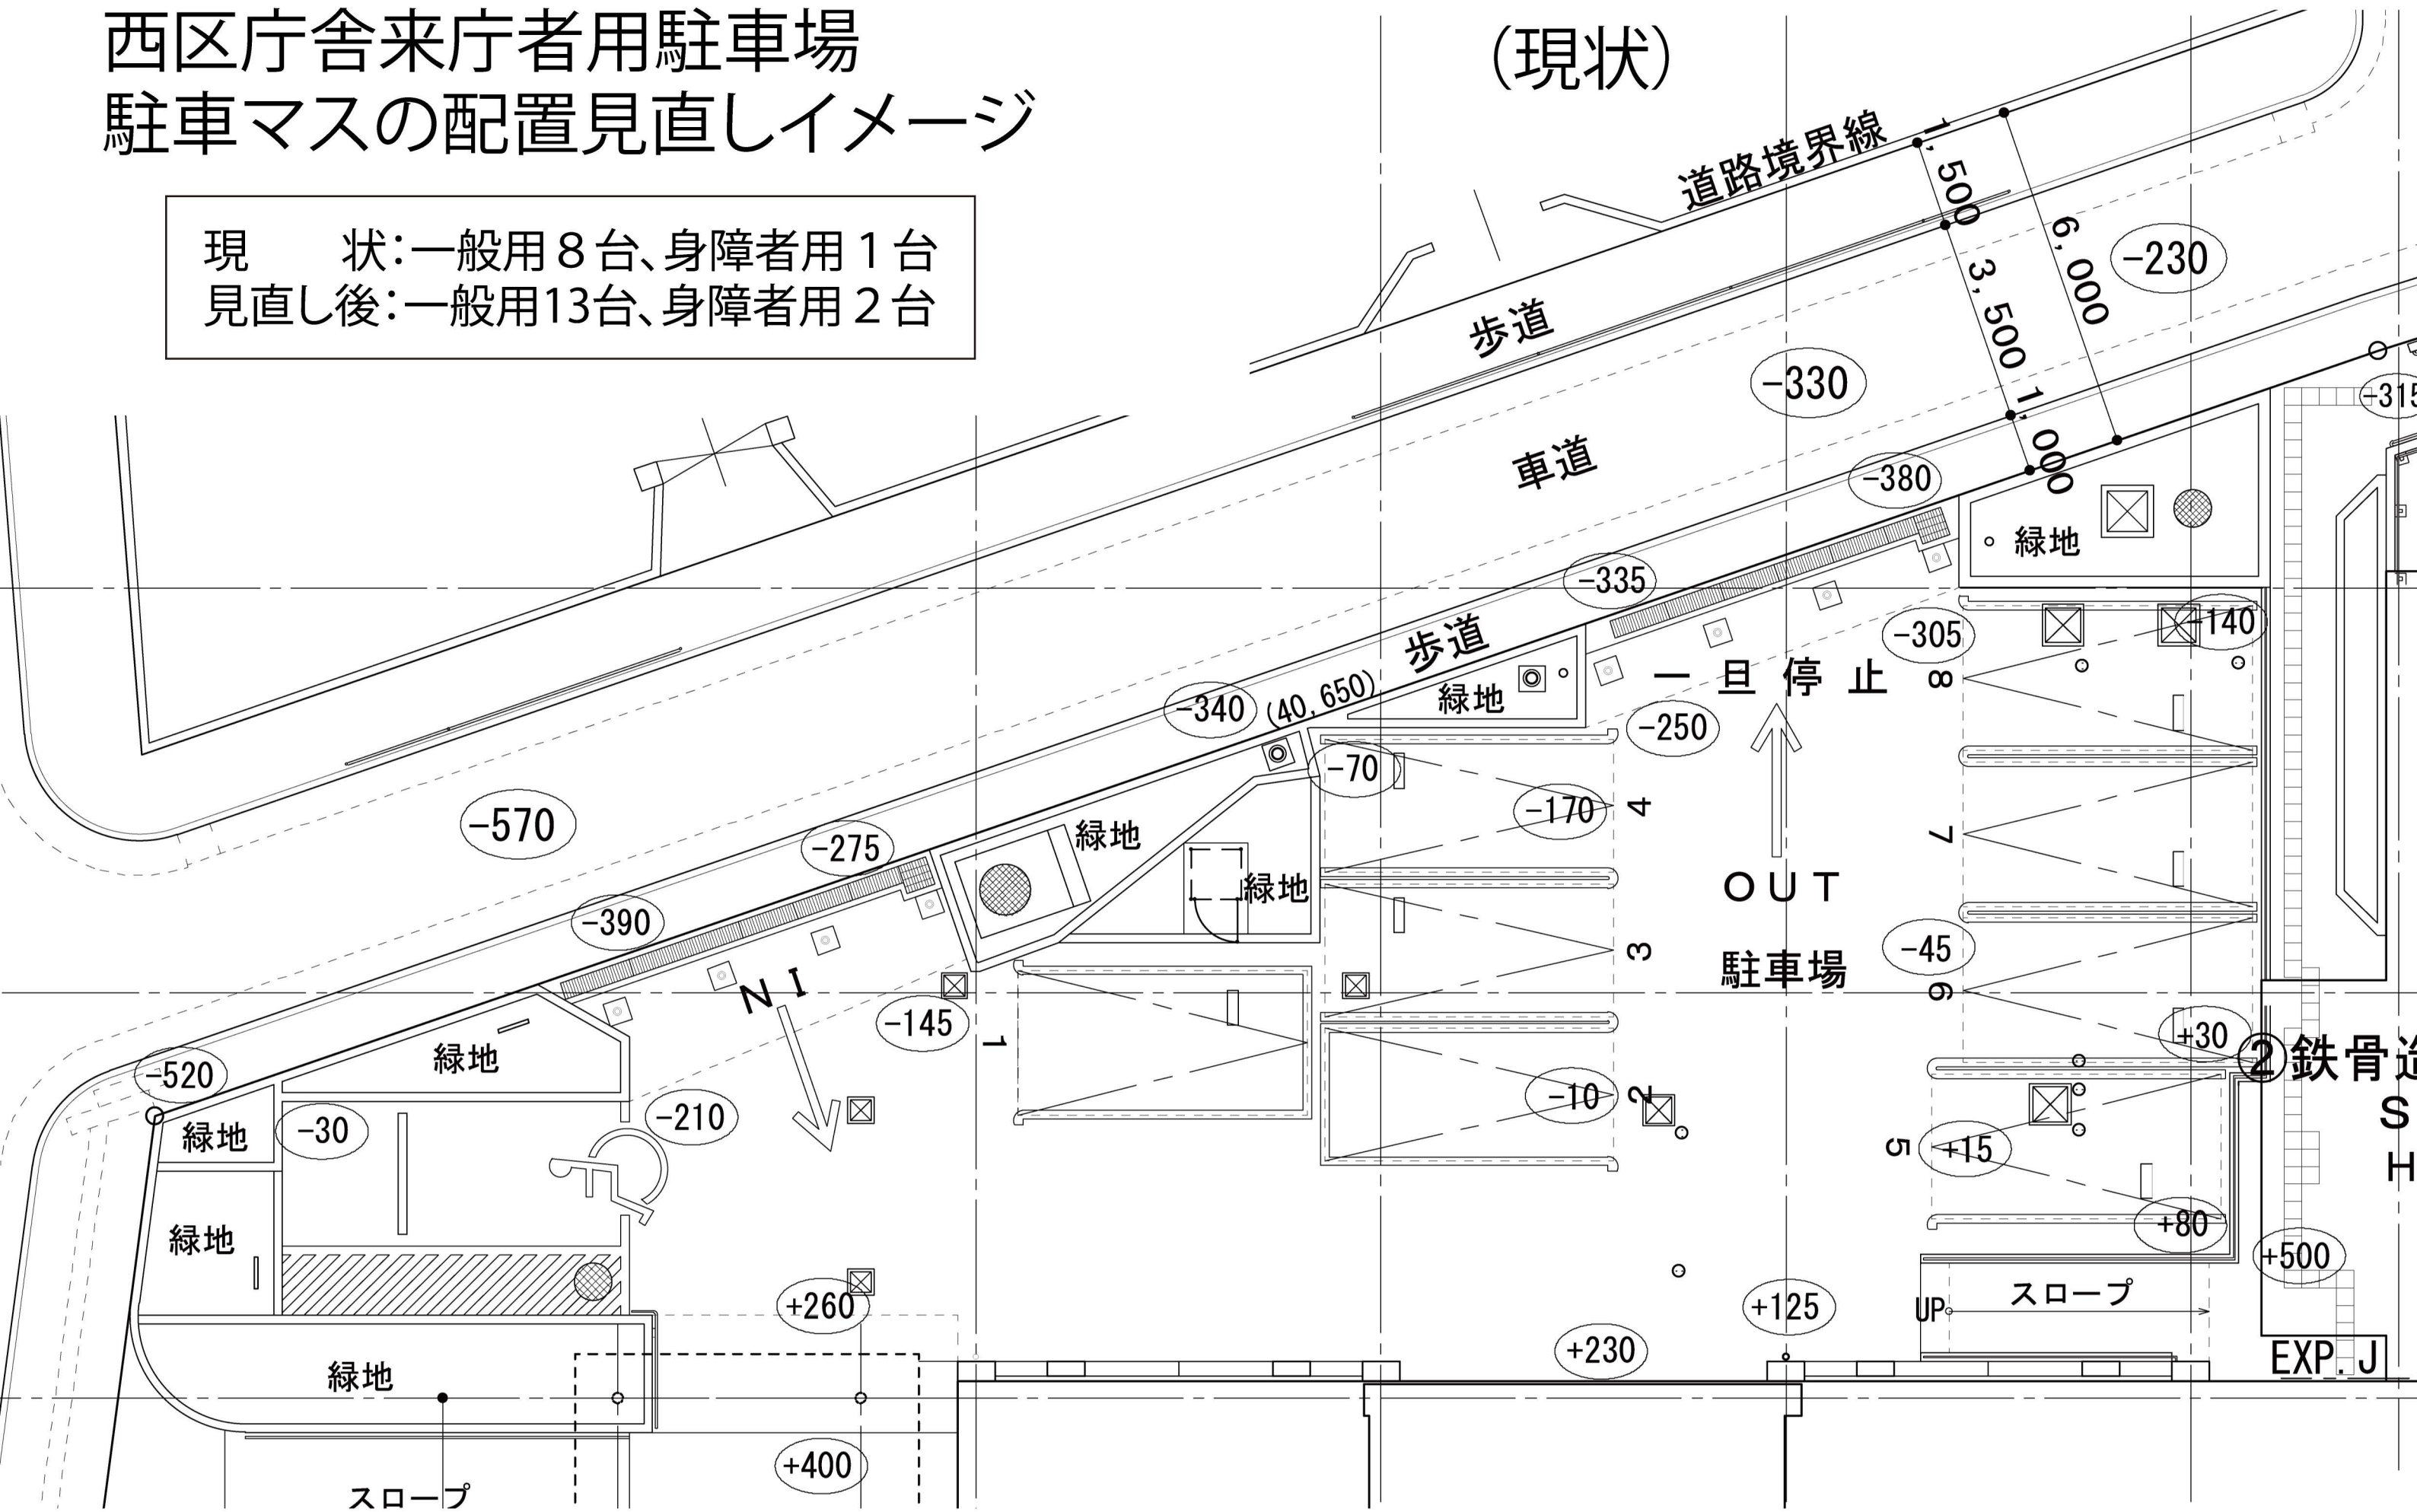 西区庁舎来庁者用駐車場
駐車マスの配置見直しイメージ
(現状)
現　　状：一般用８台、身障者用１台
見直し後：一般用13台、身障者用２台
道路境界線
1,500
6,000
3,500
1,000
-230
歩道
-330
-315
車道
-380
緑地
-335
歩道
-305
-140
緑地
一旦停止
8
-340
(40,650)
-250
-70
-570
-170
4
7
-275
緑地
緑地
OUT
-390
3
-45
駐車場
6
IN
-145
1
+30
②鉄骨造
緑地
-520
-10
2
S
緑地
-30
-210
5
+15
H
緑地
+80
+500
+260
+125
UP
スロープ
+230
EXP.J
緑地
+400
スロープ